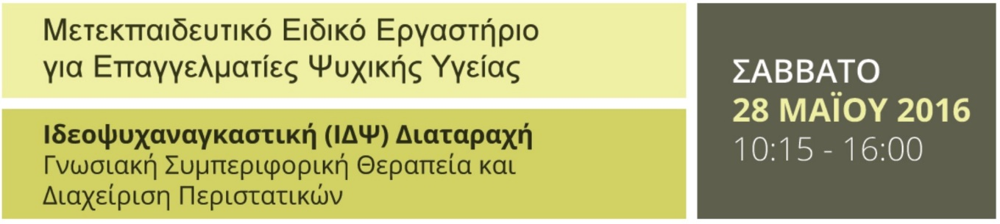 Μετεκπαιδευτικό Ειδικό Εργαστήριο
για Επαγγελματίες Ψυχικής Υγείας
Ιδεοψυχαναγκαστική (ΙΔΨ) Διαταραχή
Γνωσιακή Συμπεριφορική Θεραπεία και
Διαχείριση Περιστατικών
ΣΑΒΒΑΤΟ
28 ΜΑΪΟΥ 2016
10:15 - 16:00